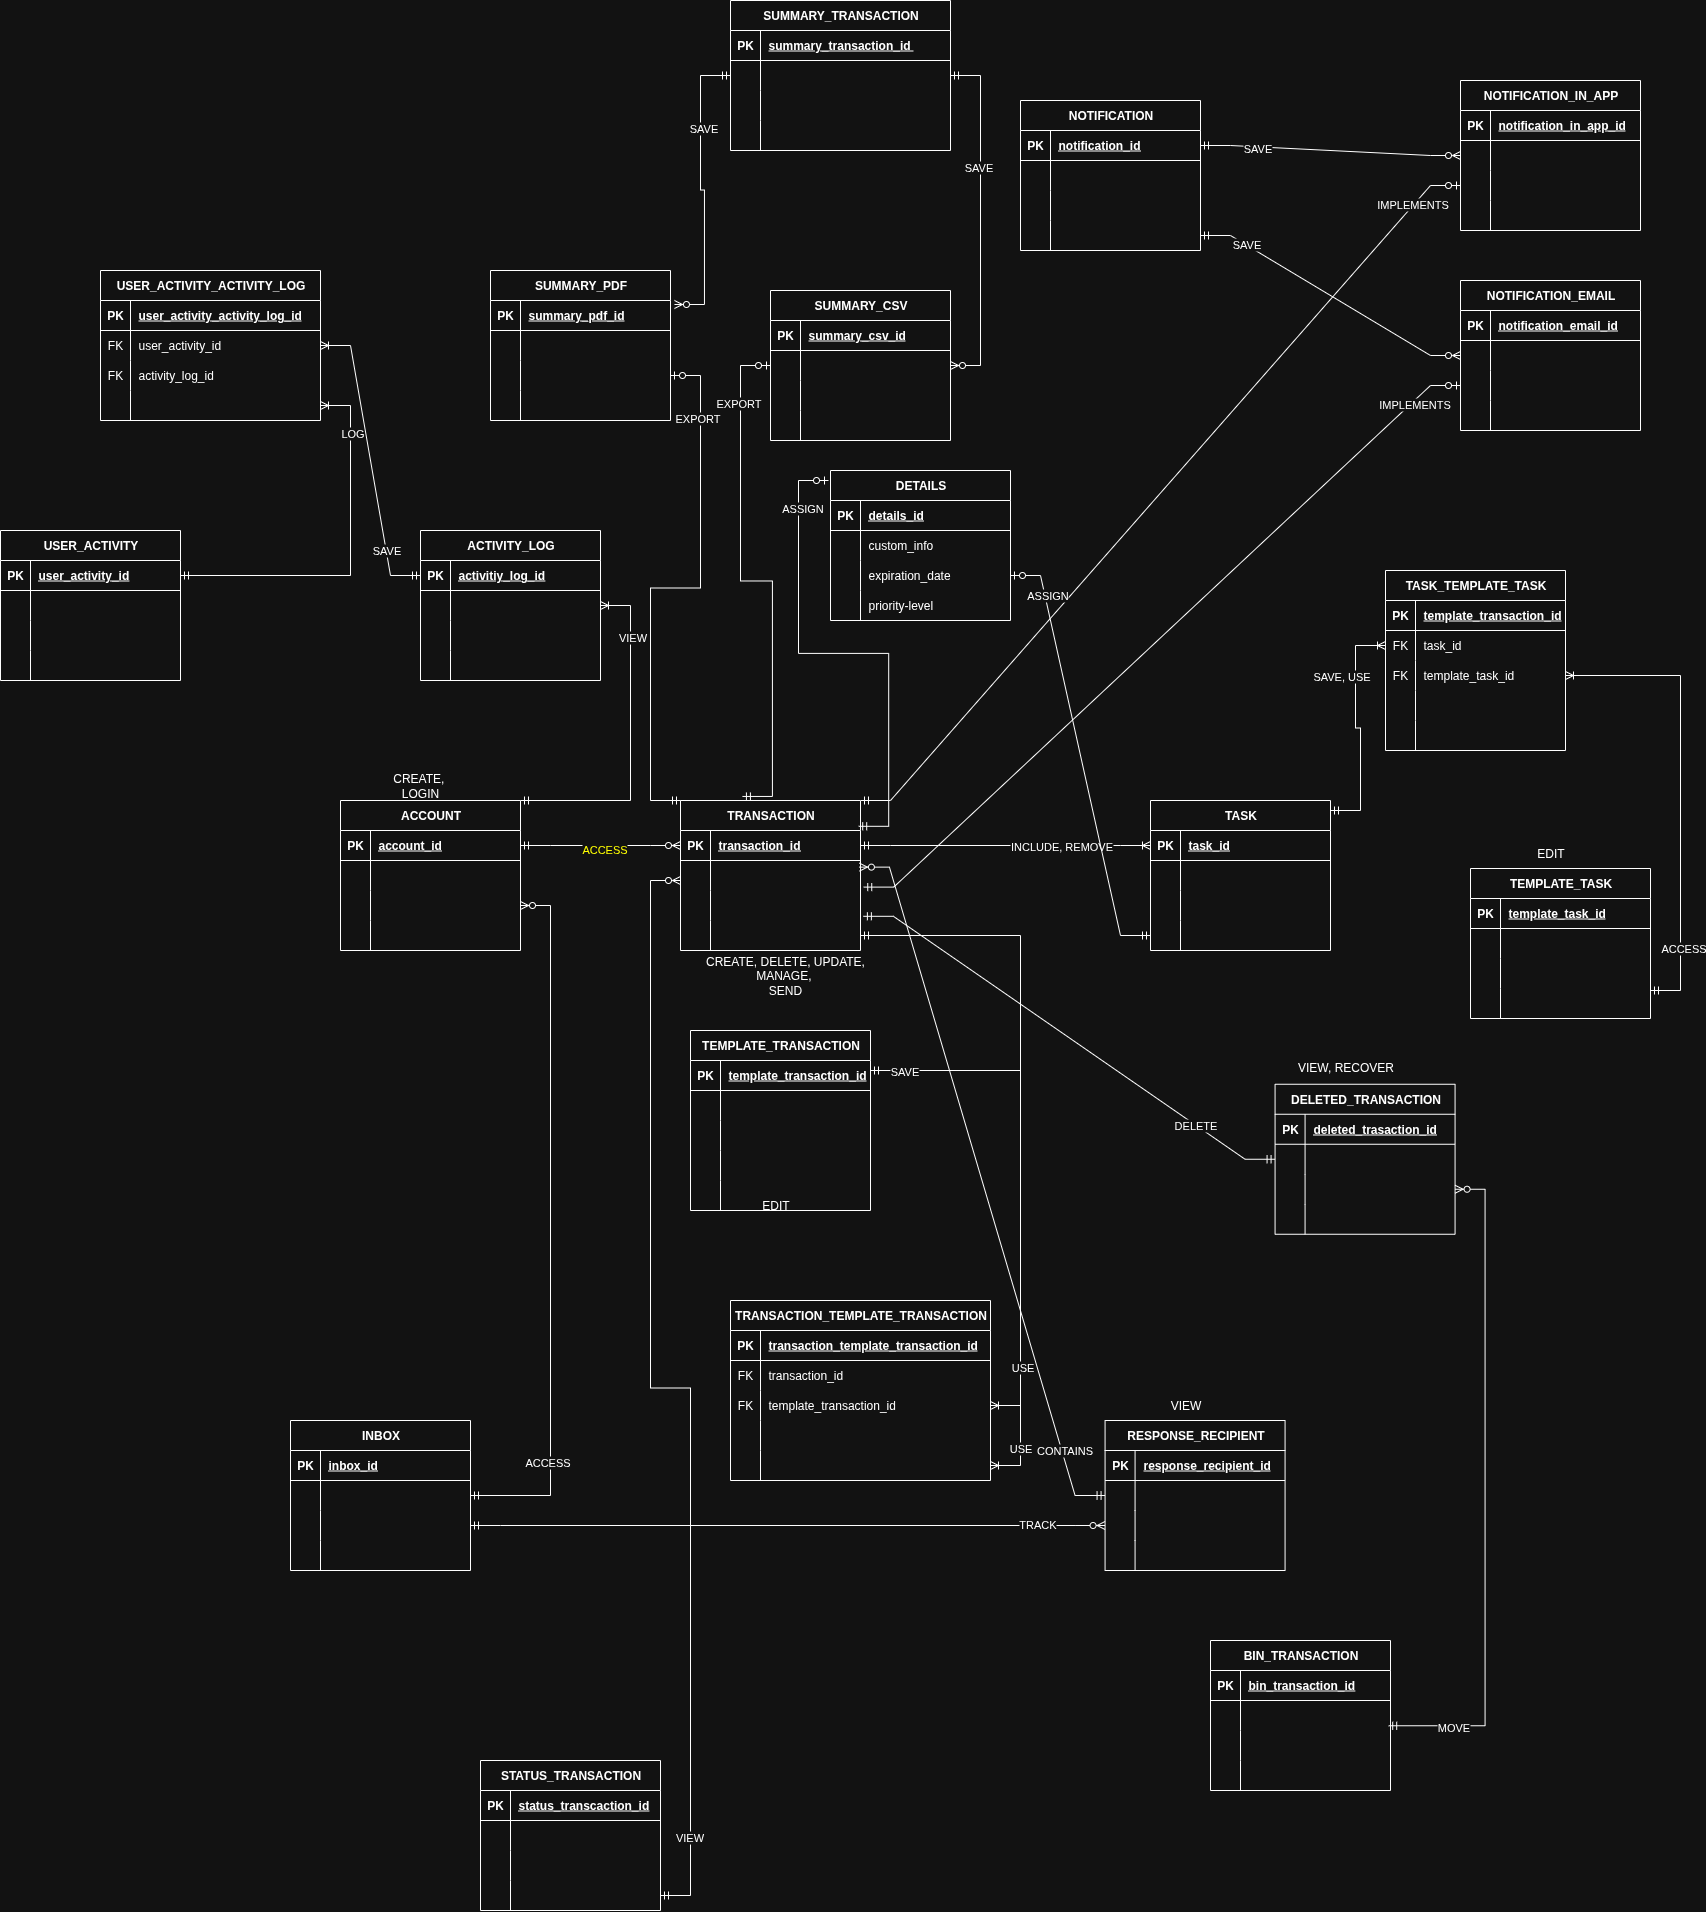 SUMMARY_TRANSACTION
PK summary_transaction_id
SAVE
SAVE
NOTIFICATION
PK notification_id
SAVE
SAVE
NOTIFICATION_IN_APP
PK notification_in_app_id
IMPLEMENTS
NOTIFICATION_EMAIL
PK notification_email_id
IMPLEMENTS
USER_ACTIVITY_ACTIVITY_LOG
PK user_activity_activity_log_id
FK user_activity_id
FK activity_log_id
LOG
SAVE
SUMMARY_PDF
PK summary_pdf_id
EXPORT
SUMMARY_CSV
PK summary_csv_id
EXPORT
DETAILS
PK details_id
custom_info
expiration_date
priority-level
ASSIGN
ASSIGN
USER_ACTIVITY
PK user_activity_id
ACTIVITY_LOG
PK activitiy_log_id
VIEW
TASK_TEMPLATE_TASK
PK template_transaction_id
FK task_id
FK template_task_id
SAVE, USE
CREATE,
LOGIN
ACCOUNT
PK account_id
ACCESS
TRANSACTION
PK transaction_id
CREATE, DELETE, UPDATE,
MANAGE,
SEND
INCLUDE, REMOVE
TASK
PK task_id
EDIT
TEMPLATE_TASK
PK template_task_id
ACCESS
TEMPLATE_TRANSACTION
PK template_transaction_id
SAVE
EDIT
VIEW, RECOVER
DELETED_TRANSACTION
PK deleted_trasaction_id
DELETE
TRANSACTION_TEMPLATE_TRANSACTION
PK transaction_template_transaction_id
FK transaction_id
FK template_transaction_id
USE
USE
CONTAINS
VIEW
RESPONSE_RECIPIENT
PK response_recipient_id
INBOX
PK inbox_id
ACCESS
TRACK
BIN_TRANSACTION
PK bin_transaction_id
MOVE
STATUS_TRANSACTION
PK status_transcaction_id
VIEW